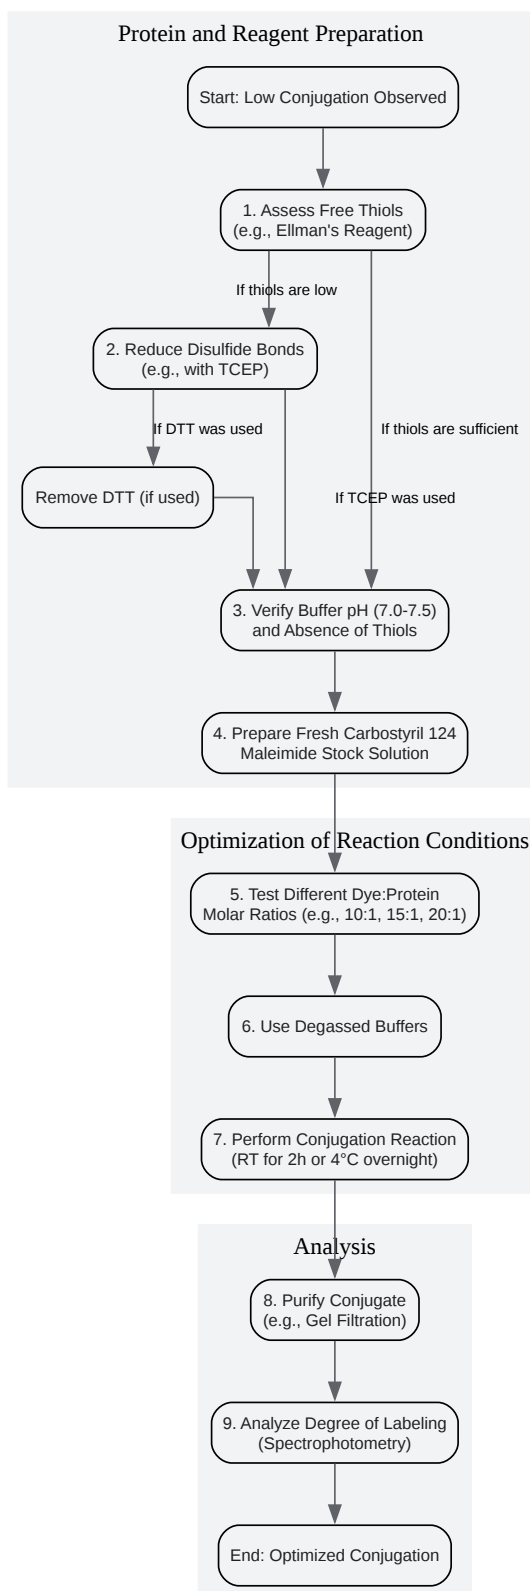 Protein and Reagent Preparation
Start: Low Conjugation Observed
1. Assess Free Thiols
(e.g., Ellman's Reagent)
If thiols are low
2. Reduce Disulfide Bonds
(e.g., with TCEP)
If DTT was used
If thiols are sufficient
Remove DTT (if used)
If TCEP was used
3. Verify Buffer pH (7.0-7.5)
and Absence of Thiols
4. Prepare Fresh Carbostyril 124
Maleimide Stock Solution
Optimization of Reaction Conditions
5. Test Different Dye:Protein
Molar Ratios (e.g., 10:1, 15:1, 20:1)
6. Use Degassed Buffers
7. Perform Conjugation Reaction
(RT for 2h or 4°C overnight)
Analysis
8. Purify Conjugate
(e.g., Gel Filtration)
9. Analyze Degree of Labeling
(Spectrophotometry)
End: Optimized Conjugation